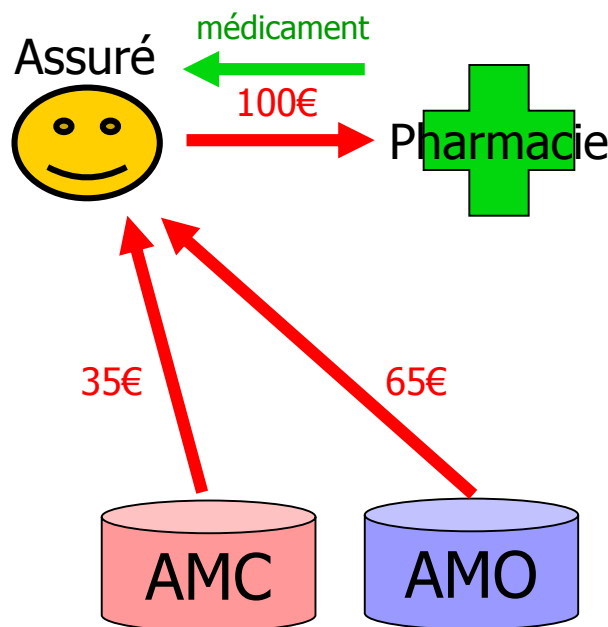 médicament
Assuré
100€
Pharmacie
35€
65€
AMC
AMO